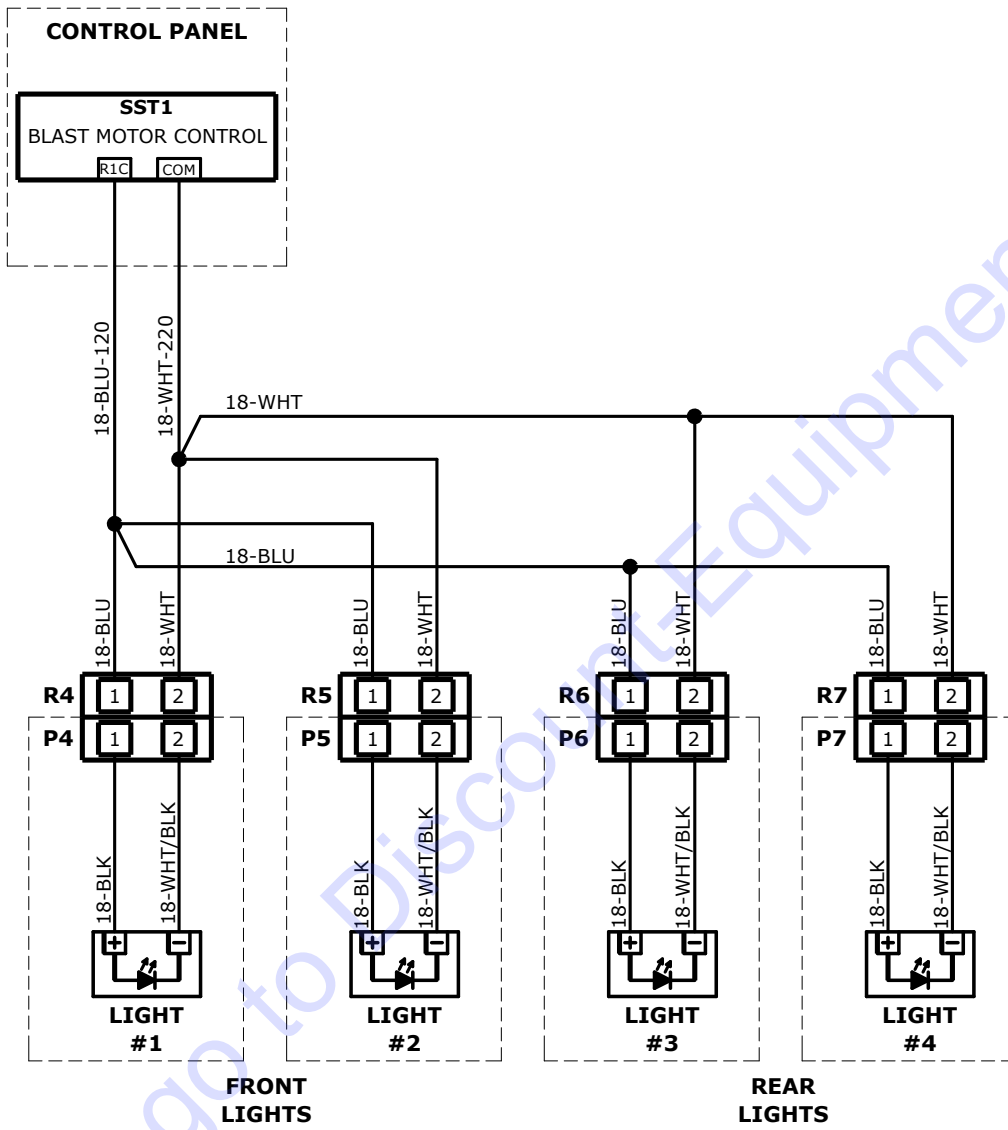 CONTROL PANEL
SST1
BLAST MOTOR CONTROL
R1C COM
18-BLU-120
18-WHT-220
18-WHT
18-BLU
18-BLU 18-WHT 18-BLU 18-WHT 18-BLU 18-WHT 18-BLU 18-WHT
R4 1 2 R5 1 2 R6 1 2 R7 1 2
P4 1 2 P5 1 2 P6 1 2 P7 1 2
18-BLK 18-WHT/BLK 18-BLK 18-WHT/BLK 18-BLK 18-WHT/BLK 18-BLK 18-WHT/BLK
+ − + − + − + −
LIGHT LIGHT LIGHT LIGHT
#1 #2 #3 #4
FRONT REAR
LIGHTS LIGHTS
go to Discount-Equipmen